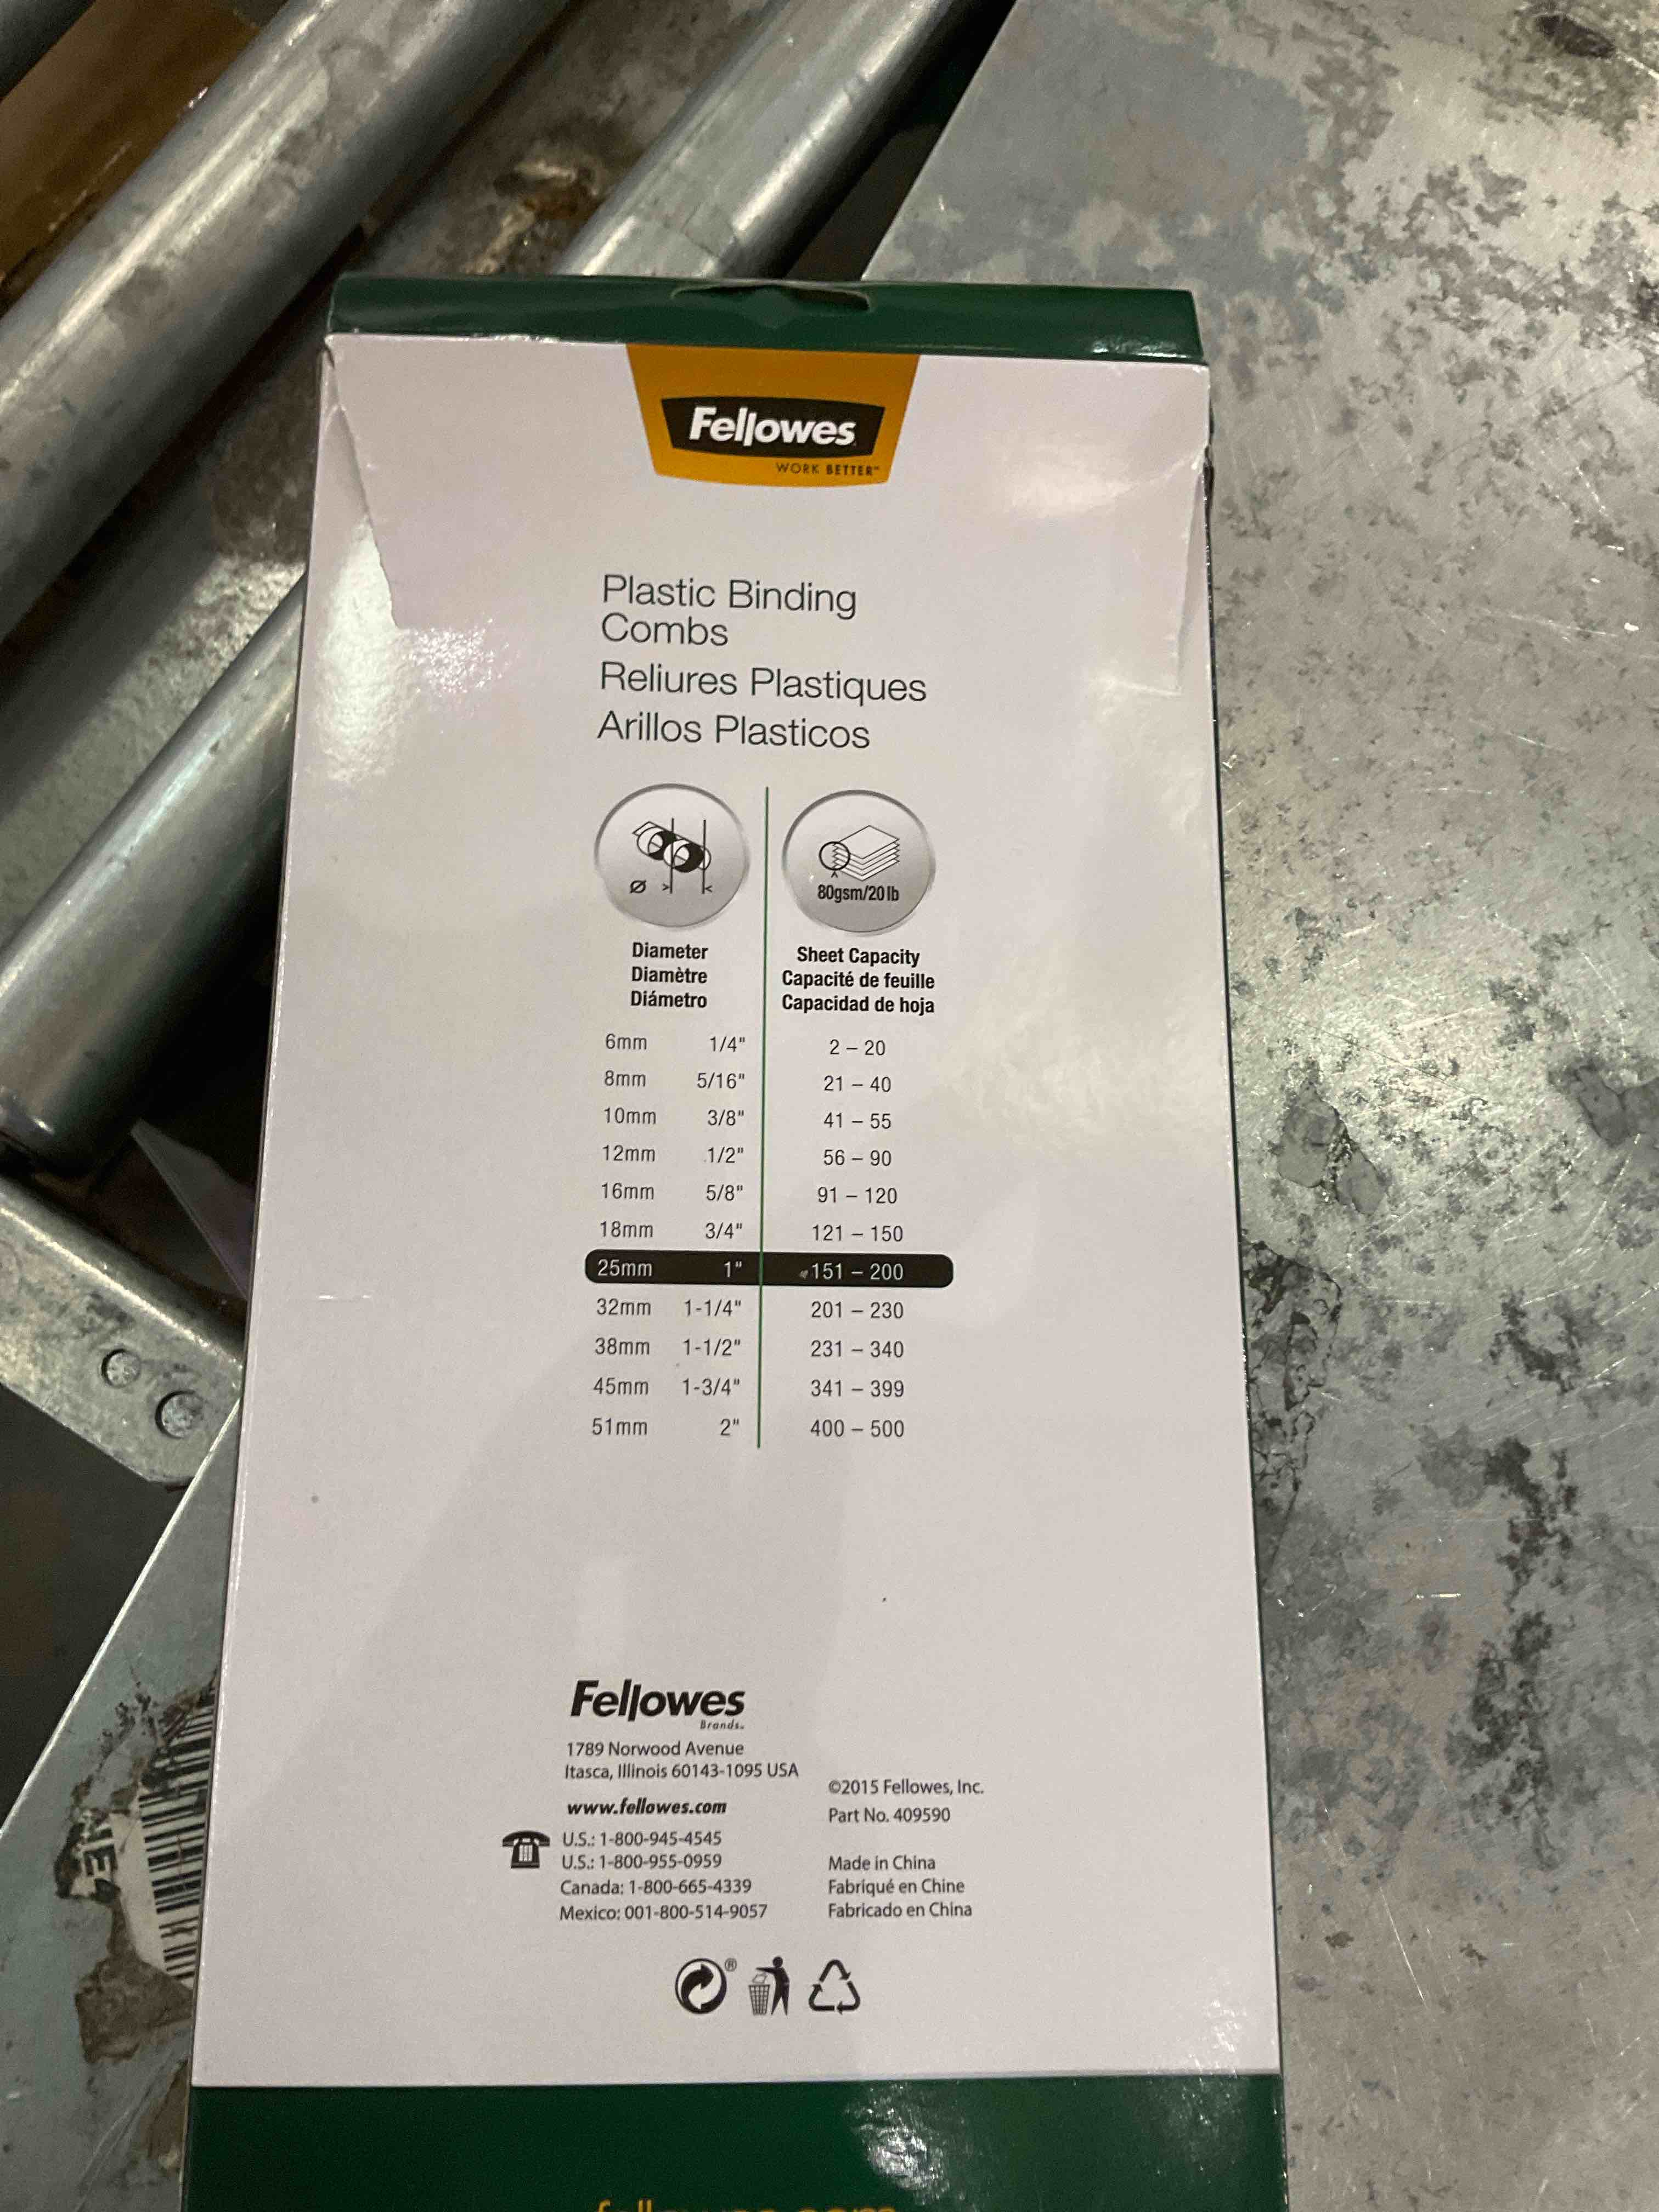 Fellowes
WORK BETTER™
Plastic Binding
Combs
Reliures Plastiques
Arillos Plasticos
Ø
80gsm/20 lb
Diameter
Diamètre
Diámetro
Sheet Capacity
Capacité de feuille
Capacidad de hoja
6mm 1/4" 2 – 20
8mm 5/16" 21 – 40
10mm 3/8" 41 – 55
12mm 1/2" 56 – 90
16mm 5/8" 91 – 120
18mm 3/4" 121 – 150
25mm 1" 151 – 200
32mm 1-1/4" 201 – 230
38mm 1-1/2" 231 – 340
45mm 1-3/4" 341 – 399
51mm 2" 400 – 500
Fellowes
Brands™
1789 Norwood Avenue
Itasca, Illinois 60143-1095 USA
www.fellowes.com
U.S.: 1-800-945-4545
U.S.: 1-800-955-0959
Canada: 1-800-665-4339
Mexico: 001-800-514-9057
©2015 Fellowes, Inc.
Part No. 409590
Made in China
Fabriqué en Chine
Fabricado en China
®